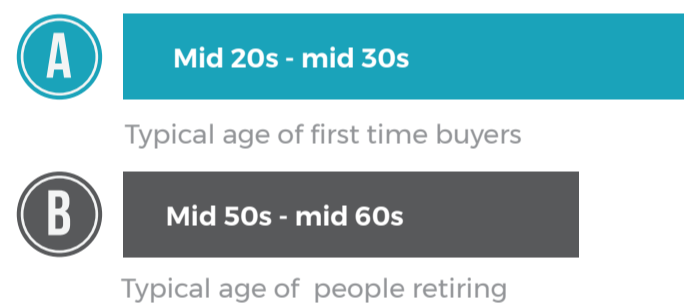 A
Mid 20s - mid 30s
Typical age of first time buyers
B
Mid 50s - mid 60s
Typical age of people retiring